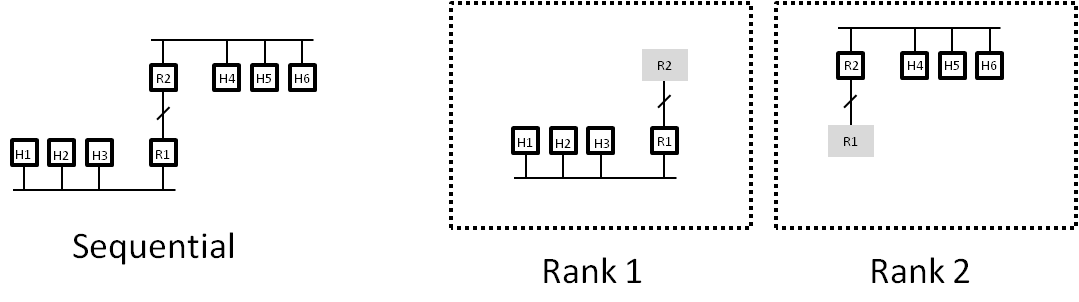 R2 H4 H5 H6
H1 H2 H3 R1
Sequential
R2
H1 H2 H3 R1
Rank 1
R2 H4 H5 H6
R1
Rank 2